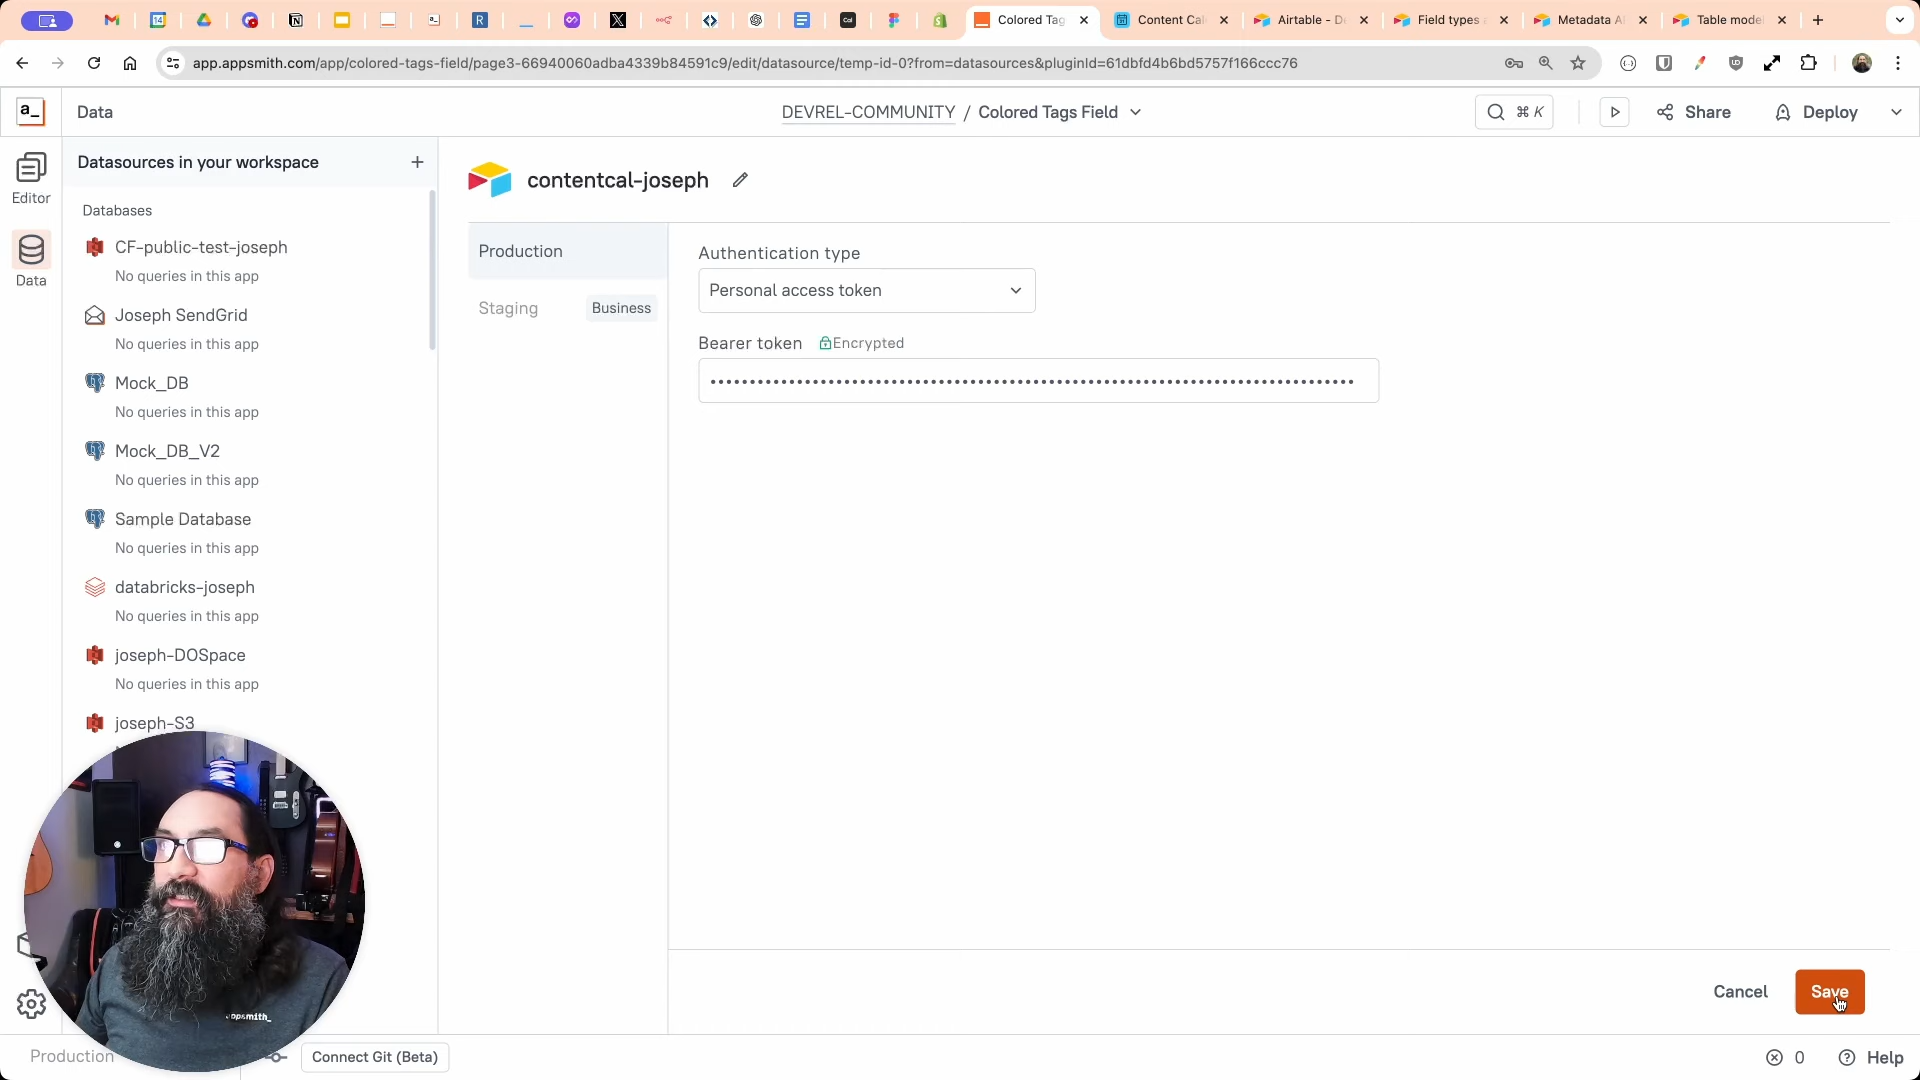 14
Cal
Colored Tag
Content Cal
Airtable - D
Field types a
Metadata A
Table mode
app.appsmith.com/app/colored-tags-field/page3-66940060adba4339b84591c9/edit/datasource/temp-id-0?from=datasources&pluginId=61dbfd4b6bd5757f166ccc76
a_
Data
DEVREL-COMMUNITY / Colored Tags Field
⌘ K
Share
Deploy
Editor
Data
Datasources in your workspace
Databases
CF-public-test-joseph
No queries in this app
Joseph SendGrid
No queries in this app
Mock_DB
No queries in this app
Mock_DB_V2
No queries in this app
Sample Database
No queries in this app
databricks-joseph
No queries in this app
joseph-DOSpace
No queries in this app
joseph-S3
contentcal-joseph
Production
Staging
Business
Authentication type
Personal access token
Bearer token
Encrypted
Cancel
Save
appsmith_
Production
Connect Git (Beta)
0
Help